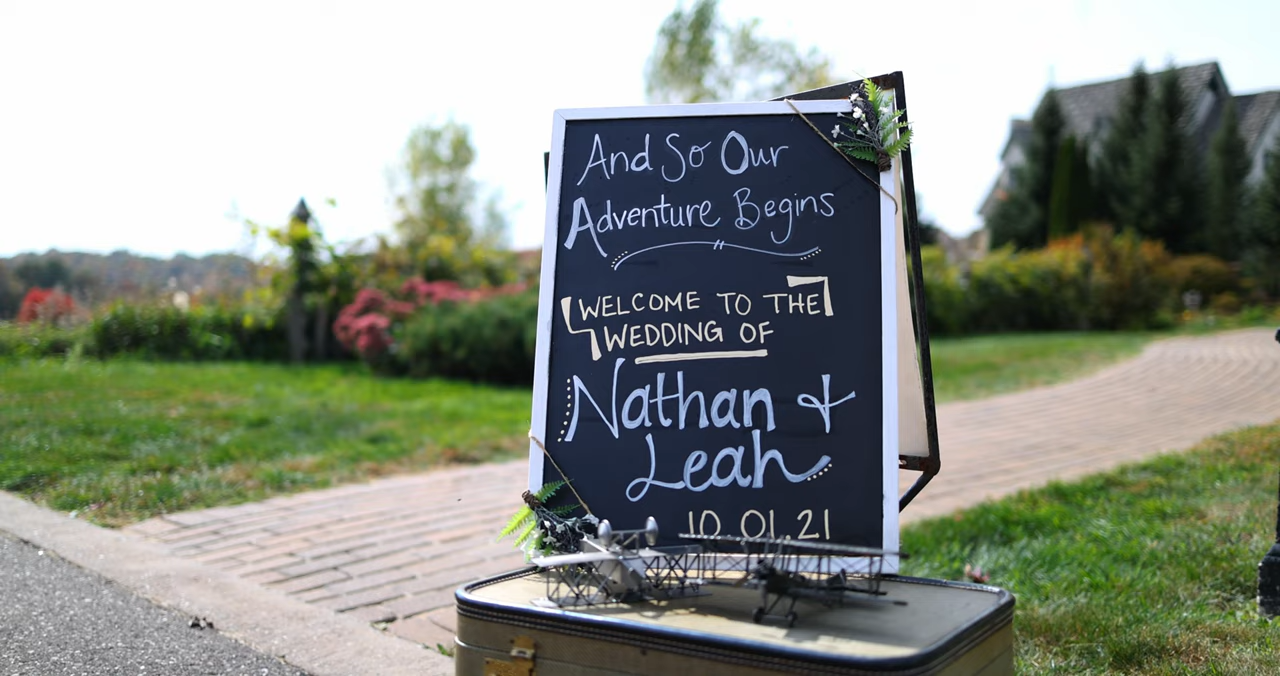 And So Our
Adventure Begins
WELCOME TO THE
WEDDING OF
Nathan +
Leah
10.01.21